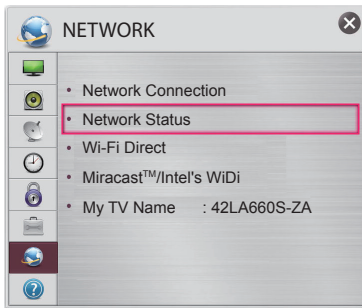 NETWORK
• Network Connection
• Network Status
• Wi-Fi Direct
• Miracast™/Intel's WiDi
• My TV Name : 42LA660S-ZA